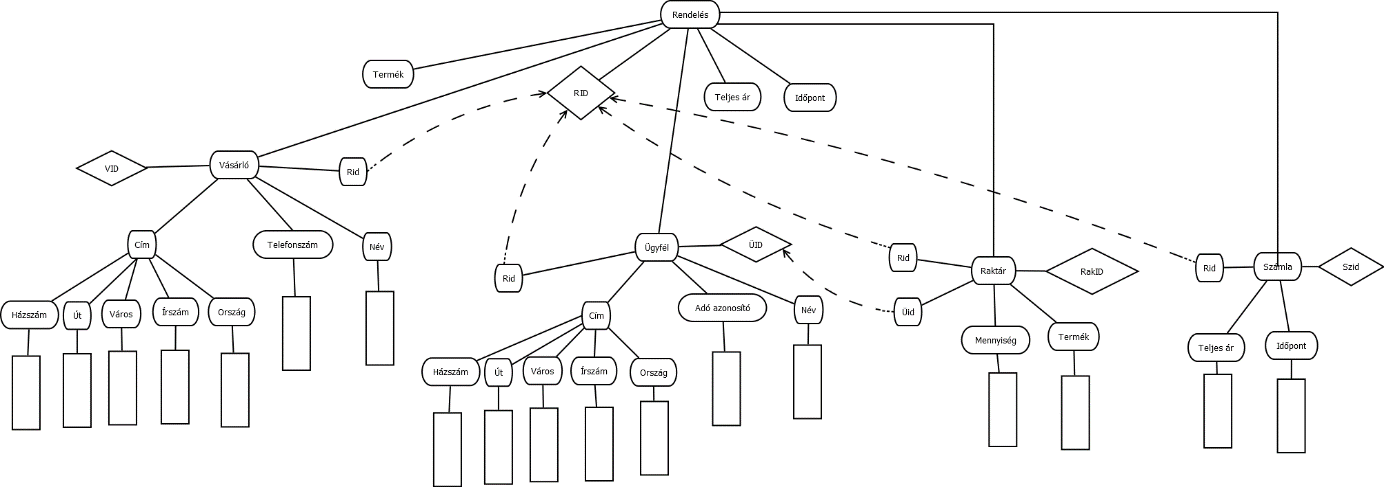 Rendelés
Termék
RID
Teljes ár
Időpont
VID
Vásárló
Rid
Cím
Telefonszám
Név
Ügyfél
ÜID
Rid
Rid
Raktár
RakID
Rid
Számla
Szid
Házszám
Út
Város
Írszám
Ország
Cím
Adó azonosító
Név
Üid
Mennyiség
Termék
Teljes ár
Időpont
Házszám
Út
Város
Írszám
Ország